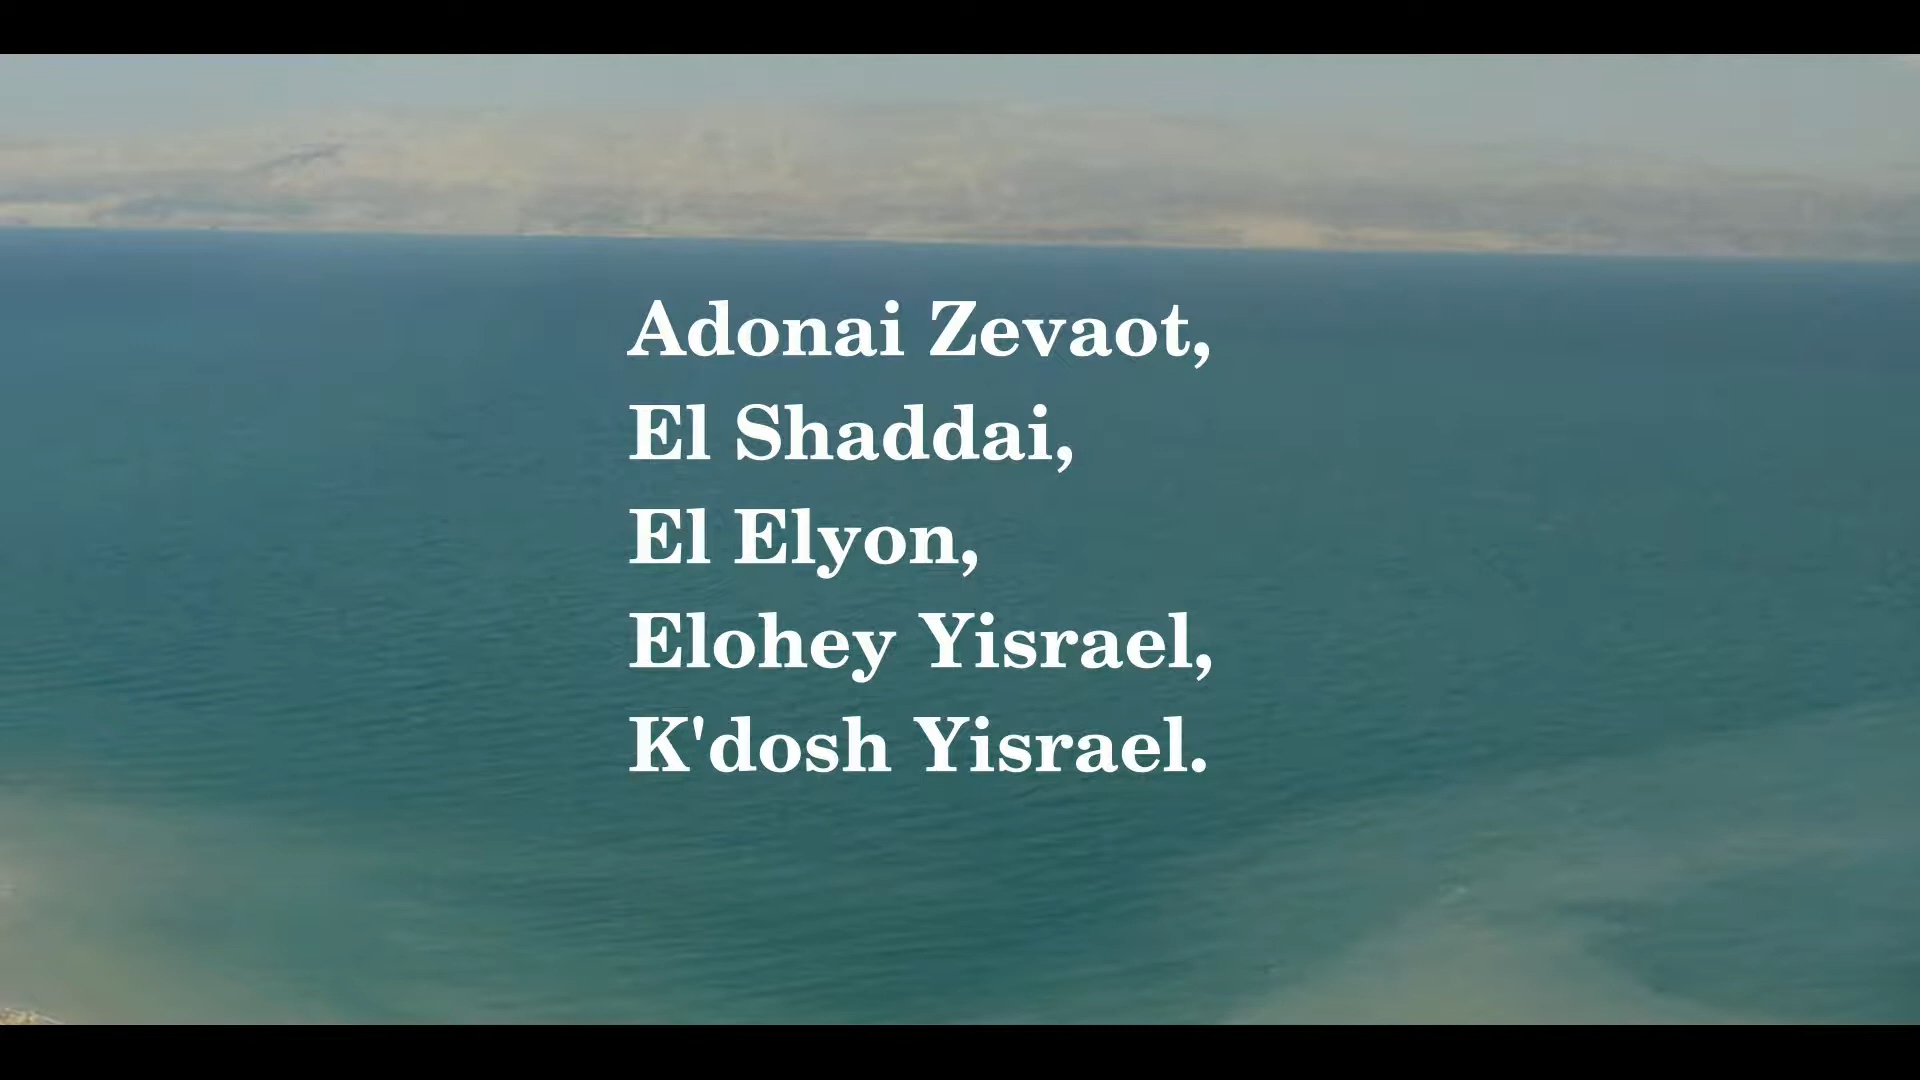 Adonai Zevaot,
El Shaddai,
El Elyon,
Elohey Yisrael,
K'dosh Yisrael.